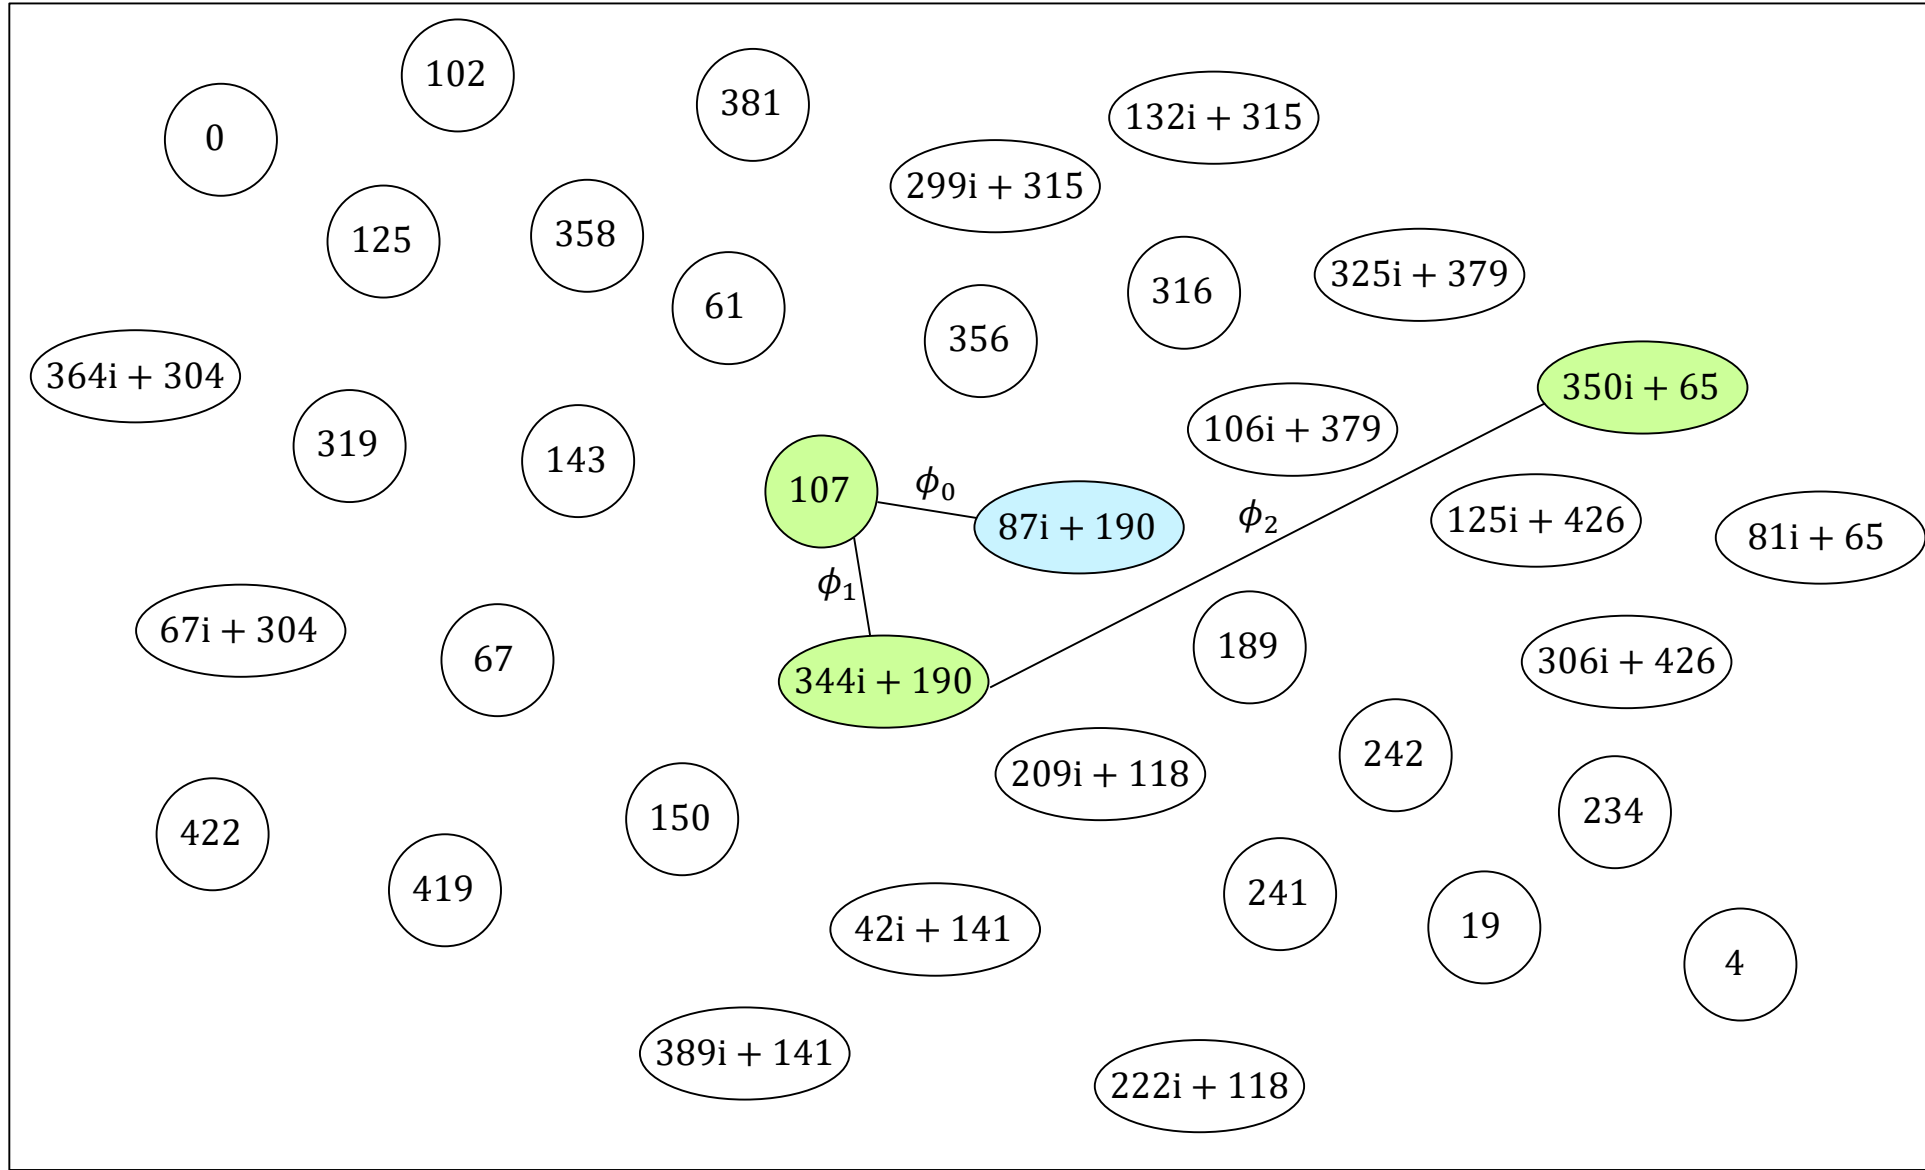 102
381
132i + 315
0
299i + 315
125
358
61
356
316
325i + 379
364i + 304
350i + 65
319
143
106i + 379
107
ϕ₀
87i + 190
ϕ₂
125i + 426
81i + 65
ϕ₁
67i + 304
67
344i + 190
189
306i + 426
209i + 118
242
422
419
150
234
42i + 141
241
19
4
389i + 141
222i + 118